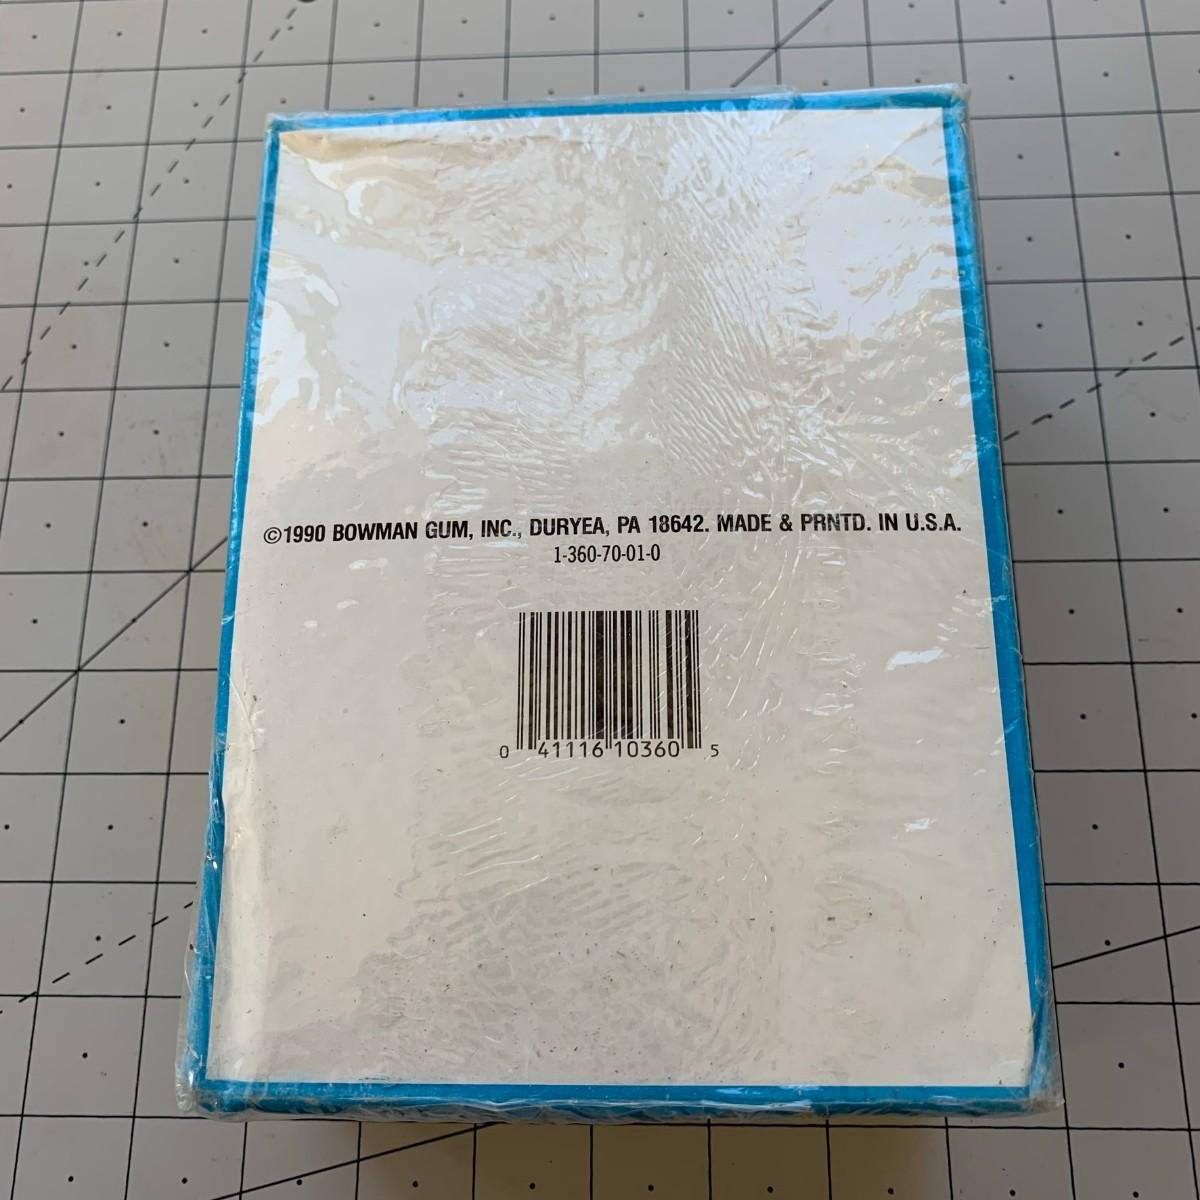 ©1990 BOWMAN GUM, INC., DURYEA, PA 18642. MADE & PRNTD. IN U.S.A.
1-360-70-01-0
0 41116 10360 5